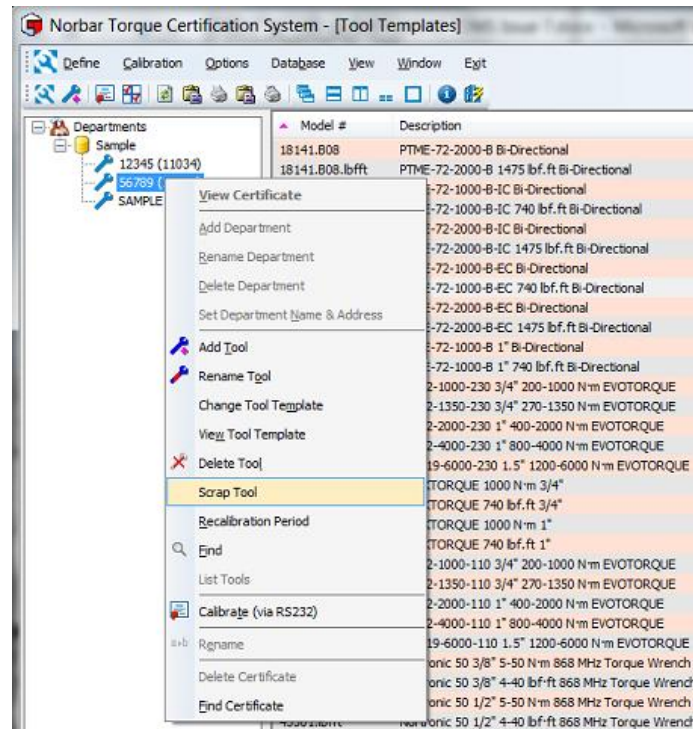 Norbar Torque Certification System - [Tool Templates]
Define Calibration Options Database View Window Exit
Departments
Sample
12345 (11034)
56789 (
SAMPLE
View Certificate
Add Department
Rename Department
Delete Department
Set Department Name & Address
Add Tool
Rename Tool
Change Tool Template
View Tool Template
Delete Tool
Scrap Tool
Recalibration Period
Find
List Tools
Calibrate (via RS232)
Rename
Delete Certificate
Find Certificate
Model # Description
18141.B08 PTME-72-2000-B Bi-Directional
18141.B08.lbfft PTME-72-2000-B 1475 lbf.ft Bi-Directional
-72-1000-B-IC Bi-Directional
-72-1000-B-IC 740 lbf.ft Bi-Directional
-72-2000-B-IC Bi-Directional
-72-2000-B-IC 1475 lbf.ft Bi-Directional
-72-1000-B-EC Bi-Directional
-72-1000-B-EC 740 lbf.ft Bi-Directional
-72-2000-B-EC Bi-Directional
-72-2000-B-EC 1475 lbf.ft Bi-Directional
-72-1000-B 1" Bi-Directional
-72-1000-B 1" 740 lbf.ft Bi-Directional
2-1000-230 3/4" 200-1000 N·m EVOTORQUE
2-1350-230 3/4" 270-1350 N·m EVOTORQUE
2-2000-230 1" 400-2000 N·m EVOTORQUE
2-4000-230 1" 800-4000 N·m EVOTORQUE
19-6000-230 1.5" 1200-6000 N·m EVOTORQUE
TORQUE 1000 N·m 3/4"
TORQUE 740 lbf.ft 3/4"
TORQUE 1000 N·m 1"
TORQUE 740 lbf.ft 1"
2-1000-110 3/4" 200-1000 N·m EVOTORQUE
2-1350-110 3/4" 270-1350 N·m EVOTORQUE
2-2000-110 1" 400-2000 N·m EVOTORQUE
2-4000-110 1" 800-4000 N·m EVOTORQUE
19-6000-110 1.5" 1200-6000 N·m EVOTORQUE
ronic 50 3/8" 5-50 N·m 868 MHz Torque Wrench
ronic 50 3/8" 4-40 lbf·ft 868 MHz Torque Wrench
onic 50 1/2" 5-50 N·m 868 MHz Torque Wrench
Nortronic 50 1/2" 4-40 lbf·ft 868 MHz Torque Wrench